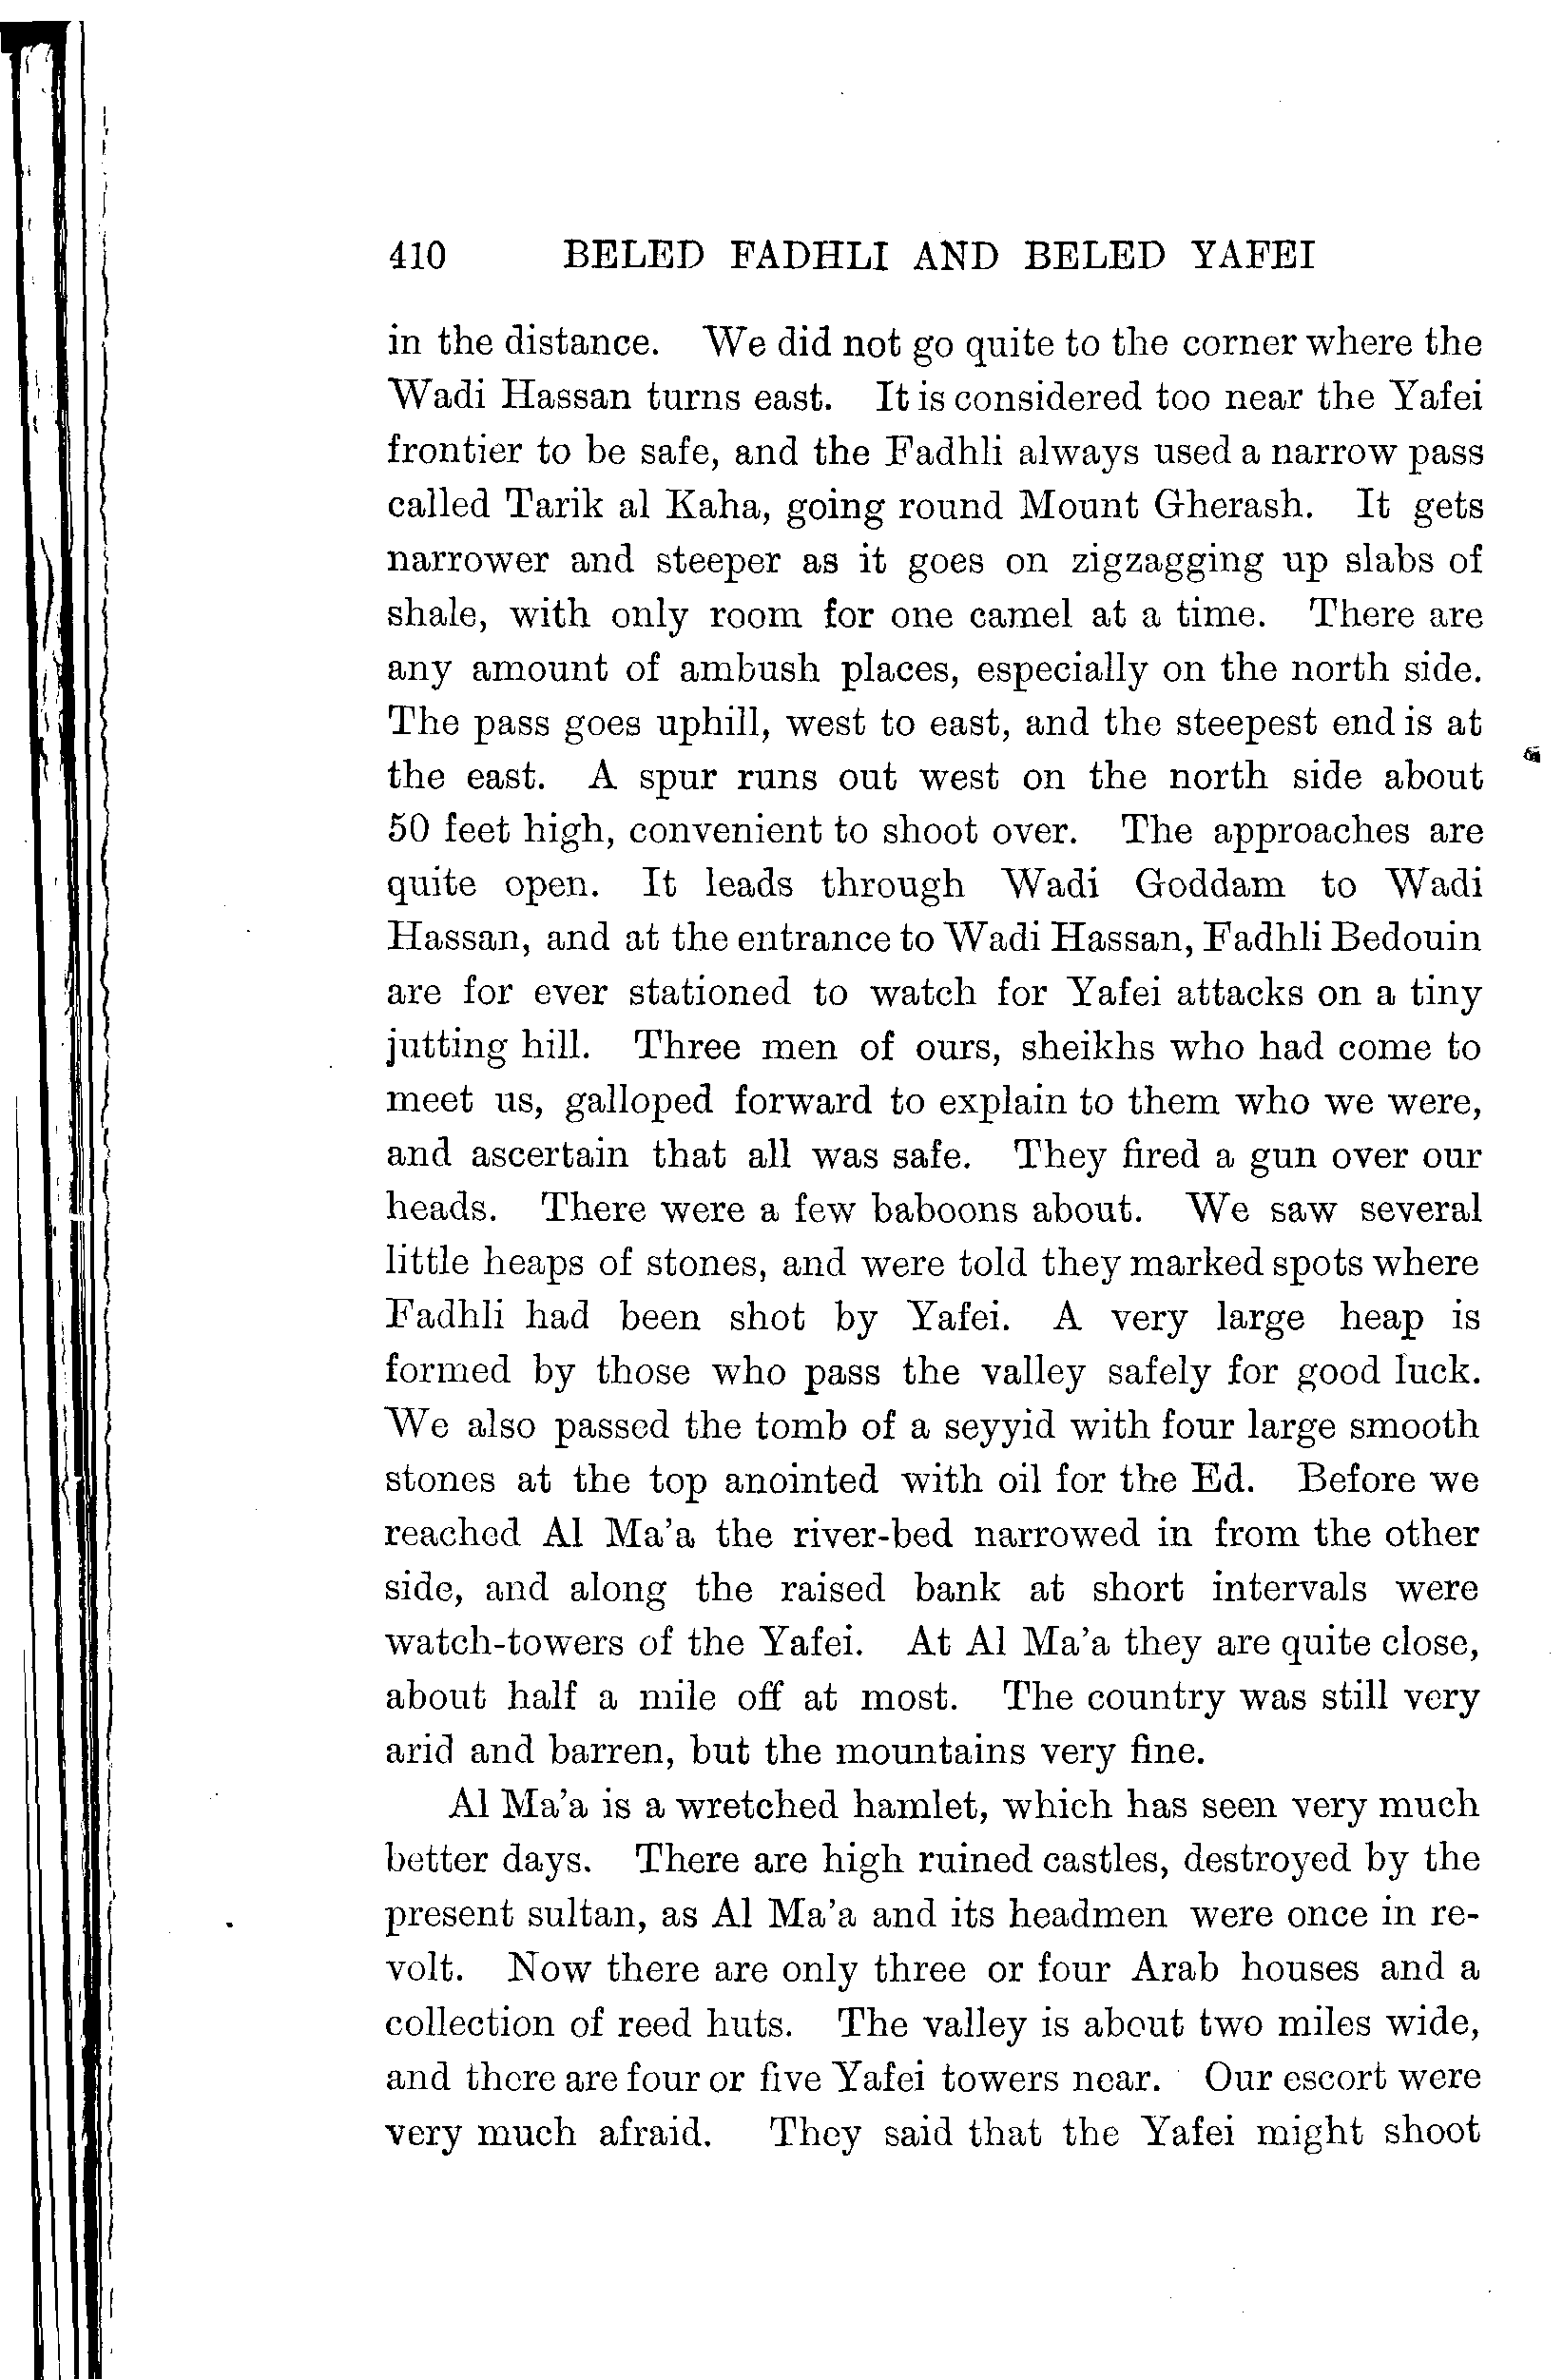 410 BELED FADHLI AND BELED YAFEI
in the distance. We did not go quite to the corner where the
Wadi Hassan turns east. It is considered too near the Yafei
frontier to be safe, and the Fadhli always used a narrow pass
called Tarik al Kaha, going round Mount Gherash. It gets
narrower and steeper as it goes on zigzagging up slabs of
shale, with only room for one camel at a time. There are
any amount of ambush places, especially on the north side.
The pass goes uphill, west to east, and the steepest end is at
the east. A spur runs out west on the north side about
50 feet high, convenient to shoot over. The approaches are
quite open. It leads through Wadi Goddam to Wadi
Hassan, and at the entrance to Wadi Hassan, Fadhli Bedouin
are for ever stationed to watch for Yafei attacks on a tiny
jutting hill. Three men of ours, sheikhs who had come to
meet us, galloped forward to explain to them who we were,
and ascertain that all was safe. They fired a gun over our
heads. There were a few baboons about. We saw several
little heaps of stones, and were told they marked spots where
Fadhli had been shot by Yafei. A very large heap is
formed by those who pass the valley safely for good luck.
We also passed the tomb of a seyyid with four large smooth
stones at the top anointed with oil for the Ed. Before we
reached Al Ma'a the river-bed narrowed in from the other
side, and along the raised bank at short intervals were
watch-towers of the Yafei. At Al Ma'a they are quite close,
about half a mile off at most. The country was still very
arid and barren, but the mountains very fine.
Al Ma'a is a wretched hamlet, which has seen very much
better days. There are high ruined castles, destroyed by the
present sultan, as Al Ma'a and its headmen were once in re-
volt. Now there are only three or four Arab houses and a
collection of reed huts. The valley is about two miles wide,
and there are four or five Yafei towers near. Our escort were
very much afraid. They said that the Yafei might shoot